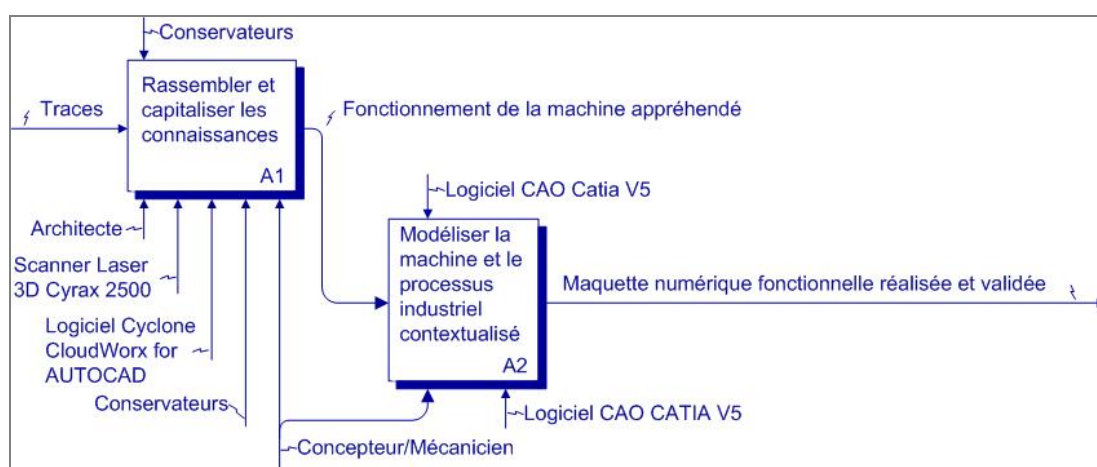 Conservateurs
Rassembler et
capitaliser les
connaissances
A1
Traces
Fonctionnement de la machine appréhendé
Architecte
Scanner Laser
3D Cyrax 2500
Logiciel Cyclone
CloudWorx for
AUTOCAD
Conservateurs
Concepteur/Mécanicien
Logiciel CAO Catia V5
Modéliser la
machine et le
processus
industriel
contextualisé
A2
Maquette numérique fonctionnelle réalisée et validée
Logiciel CAO CATIA V5